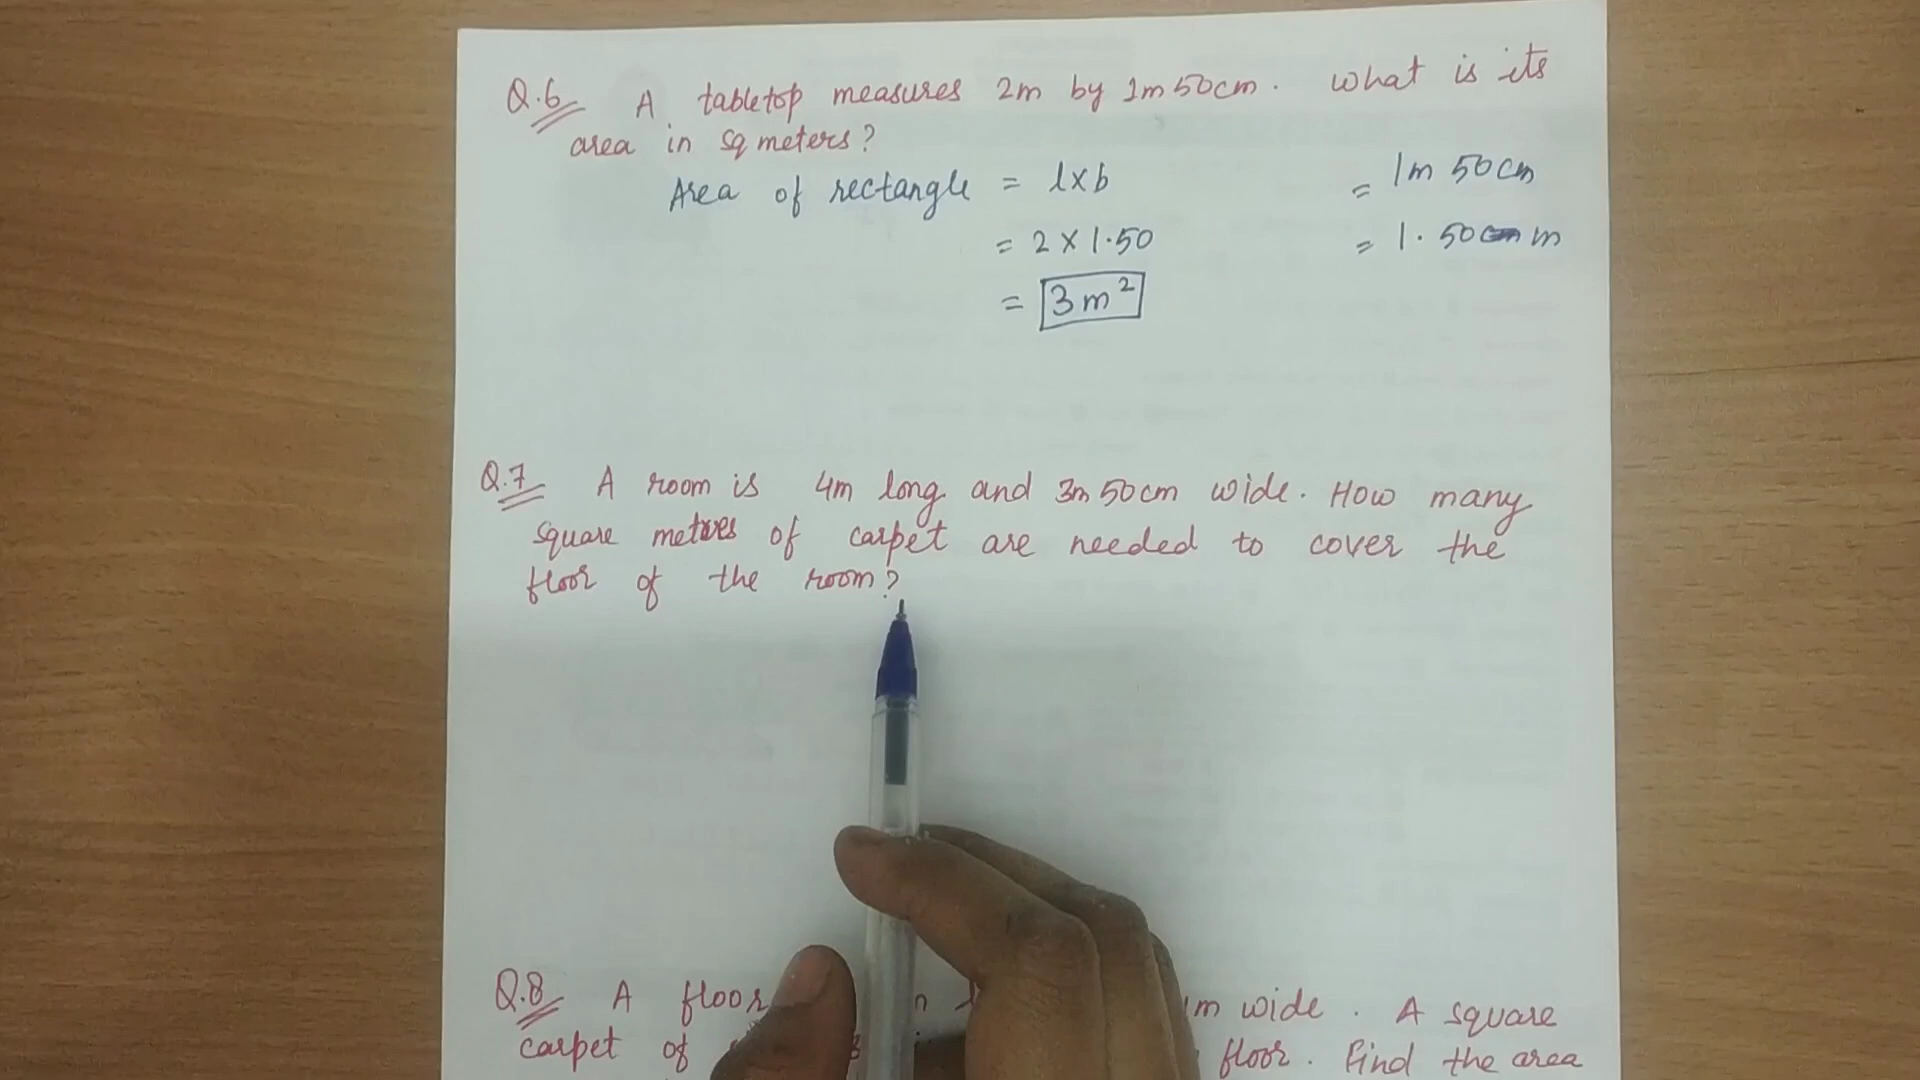 Q.6 A tabletop measures 2m by 1m50cm. What is its
area in sq meters?
Area of rectangle = l×b
= 1m 50cm
= 2×1.50
= 1.50 m
= 3m²
Q.7 A room is 4m long and 3m 50cm wide. How many
square metres of carpet are needed to cover the
floor of the room?
Q.8 A floor m wide. A square
carpet of floor. Find the area